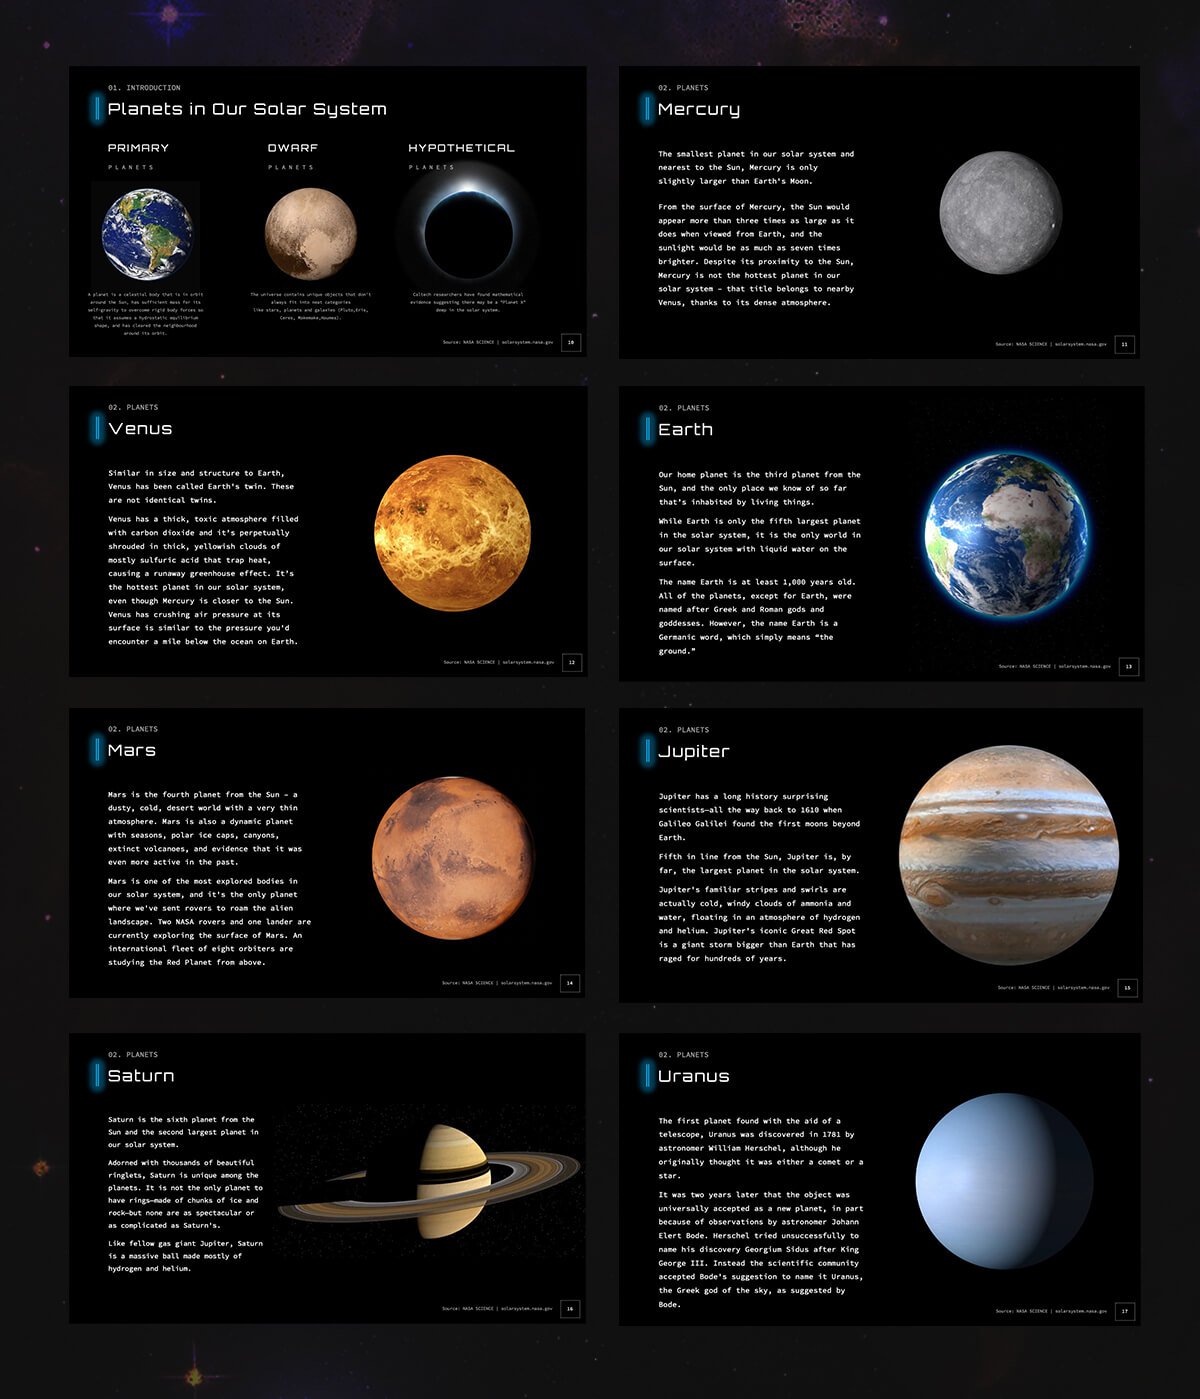 01. INTRODUCTION
Planets in Our Solar System
PRIMARY
PLANETS
A planet is a celestial body that is in orbit
around the Sun, has sufficient mass for its
self-gravity to overcome rigid body forces so
that it assumes a hydrostatic equilibrium
shape, and has cleared the neighbourhood
around its orbit.
DWARF
PLANETS
The universe contains unique objects that don't
always fit into neat categories
like stars, planets and galaxies (Pluto,Eris,
Ceres, Makemake,Haumea).
HYPOTHETICAL
PLANETS
Caltech researchers have found mathematical
evidence suggesting there may be a "Planet X"
deep in the solar system.
Source: NASA SCIENCE | solarsystem.nasa.gov
10
02. PLANETS
Mercury
The smallest planet in our solar system and
nearest to the Sun, Mercury is only
slightly larger than Earth's Moon.
From the surface of Mercury, the Sun would
appear more than three times as large as it
does when viewed from Earth, and the
sunlight would be as much as seven times
brighter. Despite its proximity to the Sun,
Mercury is not the hottest planet in our
solar system – that title belongs to nearby
Venus, thanks to its dense atmosphere.
Source: NASA SCIENCE | solarsystem.nasa.gov
11
02. PLANETS
Venus
Similar in size and structure to Earth,
Venus has been called Earth's twin. These
are not identical twins.
Venus has a thick, toxic atmosphere filled
with carbon dioxide and it's perpetually
shrouded in thick, yellowish clouds of
mostly sulfuric acid that trap heat,
causing a runaway greenhouse effect. It's
the hottest planet in our solar system,
even though Mercury is closer to the Sun.
Venus has crushing air pressure at its
surface is similar to the pressure you'd
encounter a mile below the ocean on Earth.
Source: NASA SCIENCE | solarsystem.nasa.gov
12
02. PLANETS
Earth
Our home planet is the third planet from the
Sun, and the only place we know of so far
that's inhabited by living things.
While Earth is only the fifth largest planet
in the solar system, it is the only world in
our solar system with liquid water on the
surface.
The name Earth is at least 1,000 years old.
All of the planets, except for Earth, were
named after Greek and Roman gods and
goddesses. However, the name Earth is a
Germanic word, which simply means “the
ground.”
Source: NASA SCIENCE | solarsystem.nasa.gov
13
02. PLANETS
Mars
Mars is the fourth planet from the Sun – a
dusty, cold, desert world with a very thin
atmosphere. Mars is also a dynamic planet
with seasons, polar ice caps, canyons,
extinct volcanoes, and evidence that it was
even more active in the past.
Mars is one of the most explored bodies in
our solar system, and it's the only planet
where we've sent rovers to roam the alien
landscape. Two NASA rovers and one lander are
currently exploring the surface of Mars. An
international fleet of eight orbiters are
studying the Red Planet from above.
Source: NASA SCIENCE | solarsystem.nasa.gov
14
02. PLANETS
Jupiter
Jupiter has a long history surprising
scientists—all the way back to 1610 when
Galileo Galilei found the first moons beyond
Earth.
Fifth in line from the Sun, Jupiter is, by
far, the largest planet in the solar system.
Jupiter's familiar stripes and swirls are
actually cold, windy clouds of ammonia and
water, floating in an atmosphere of hydrogen
and helium. Jupiter's iconic Great Red Spot
is a giant storm bigger than Earth that has
raged for hundreds of years.
Source: NASA SCIENCE | solarsystem.nasa.gov
15
02. PLANETS
Saturn
Saturn is the sixth planet from the
Sun and the second largest planet in
our solar system.
Adorned with thousands of beautiful
ringlets, Saturn is unique among the
planets. It is not the only planet to
have rings—made of chunks of ice and
rock—but none are as spectacular or
as complicated as Saturn's.
Like fellow gas giant Jupiter, Saturn
is a massive ball made mostly of
hydrogen and helium.
Source: NASA SCIENCE | solarsystem.nasa.gov
16
02. PLANETS
Uranus
The first planet found with the aid of a
telescope, Uranus was discovered in 1781 by
astronomer William Herschel, although he
originally thought it was either a comet or a
star.
It was two years later that the object was
universally accepted as a new planet, in part
because of observations by astronomer Johann
Elert Bode. Herschel tried unsuccessfully to
name his discovery Georgium Sidus after King
George III. Instead the scientific community
accepted Bode's suggestion to name it Uranus,
the Greek god of the sky, as suggested by
Bode.
Source: NASA SCIENCE | solarsystem.nasa.gov
17